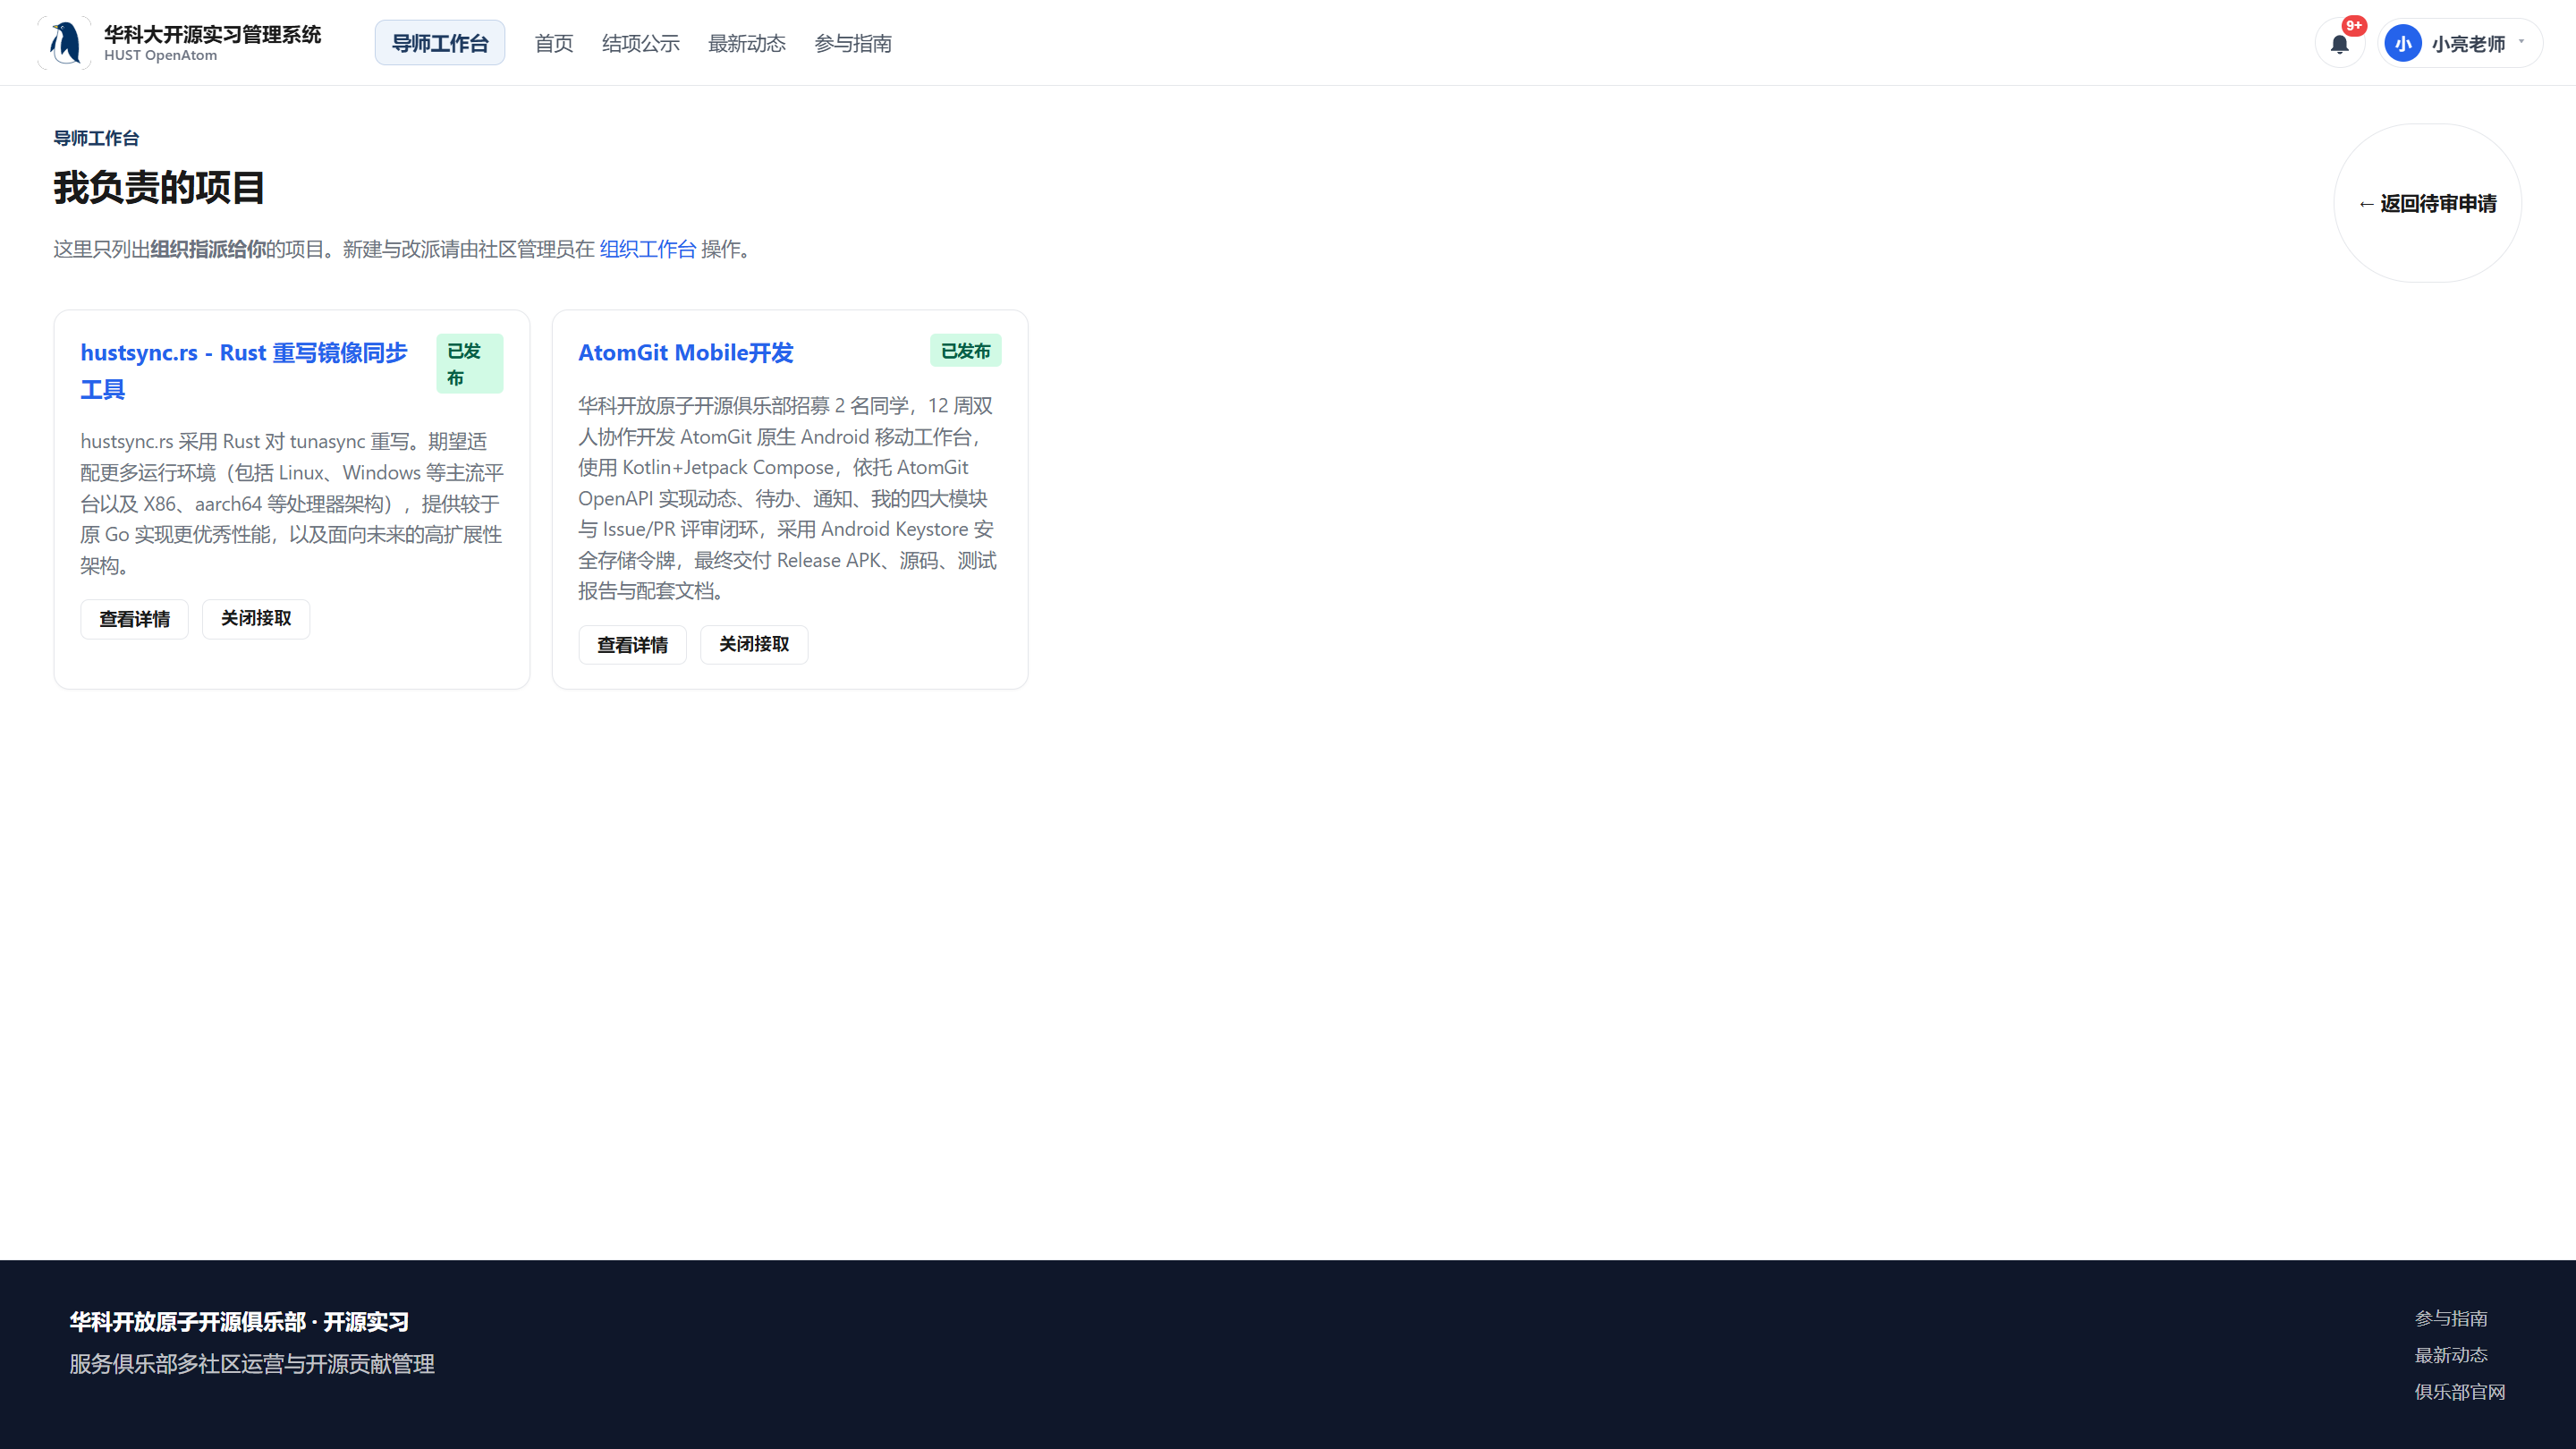 华科大开源实习管理系统
HUST OpenAtom
导师工作台
首页
结项公示
最新动态
参与指南
9+
小
小亮老师
导师工作台
我负责的项目
这里只列出组织指派给你的项目。新建与改派请由社区管理员在 组织工作台 操作。
← 返回待审申请
hustsync.rs - Rust 重写镜像同步
工具
已发
布
hustsync.rs 采用 Rust 对 tunasync 重写。期望适
配更多运行环境（包括 Linux、Windows 等主流平
台以及 X86、aarch64 等处理器架构），提供较于
原 Go 实现更优秀性能，以及面向未来的高扩展性
架构。
查看详情
关闭接取
AtomGit Mobile开发
已发布
华科开放原子开源俱乐部招募 2 名同学，12 周双
人协作开发 AtomGit 原生 Android 移动工作台，
使用 Kotlin+Jetpack Compose，依托 AtomGit
OpenAPI 实现动态、待办、通知、我的四大模块
与 Issue/PR 评审闭环，采用 Android Keystore 安
全存储令牌，最终交付 Release APK、源码、测试
报告与配套文档。
查看详情
关闭接取
华科开放原子开源俱乐部 · 开源实习
服务俱乐部多社区运营与开源贡献管理
参与指南
最新动态
俱乐部官网